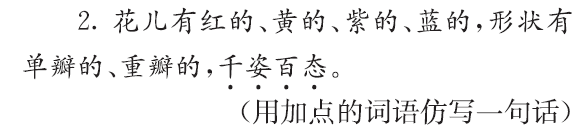 2. 花儿有红的、黄的、紫的、蓝的，形状有
单瓣的、重瓣的，千姿百态。
（用加点的词语仿写一句话）